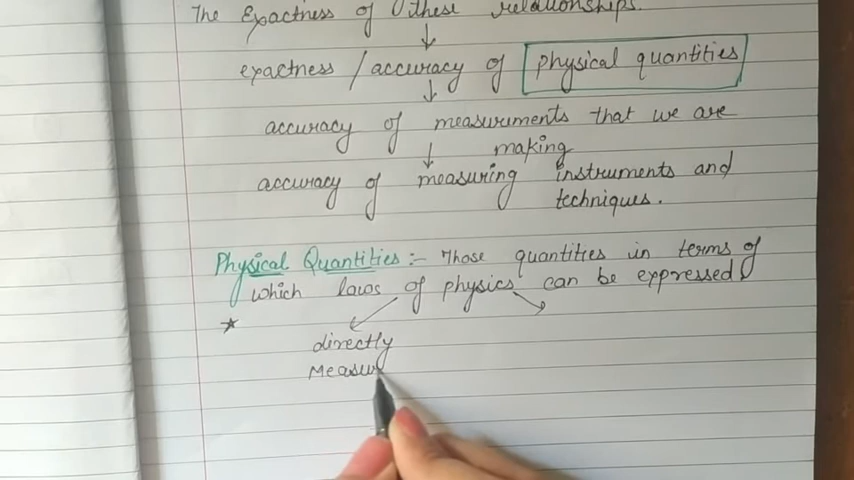 The Exactness of these relationships.
↓
exactness / accuracy of physical quantities
↓
accuracy of measurements that we are
↓ making
accuracy of measuring instruments and
techniques.
Physical Quantities :- Those quantities in terms of
which laws of physics can be expressed
directly
Measu